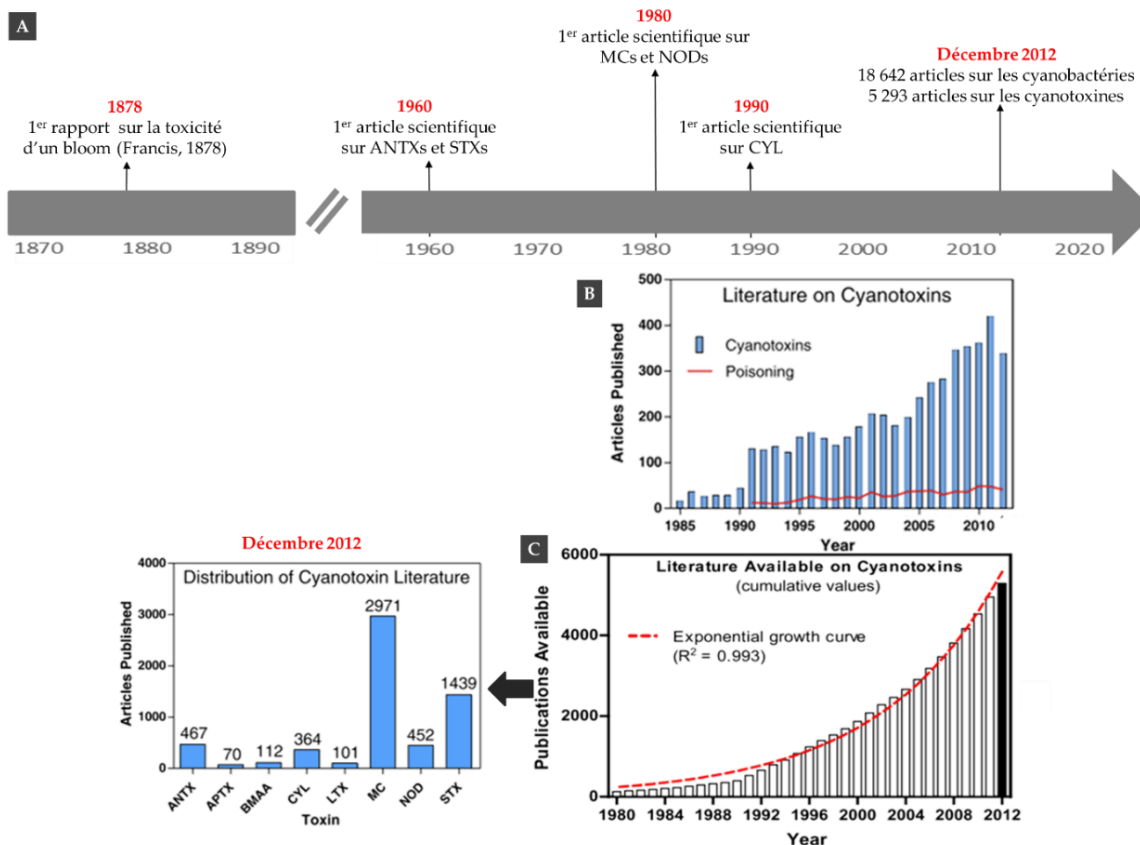 A
1878
1er rapport sur la toxicité
d'un bloom (Francis, 1878)
1960
1er article scientifique
sur ANTXs et STXs
1980
1er article scientifique sur
MCs et NODs
1990
1er article scientifique
sur CYL
Décembre 2012
18 642 articles sur les cyanobactéries
5 293 articles sur les cyanotoxines
1870 1880 1890 1960 1970 1980 1990 2000 2010 2020
B
Literature on Cyanotoxins
Cyanotoxins
Poisoning
Articles Published
500
400
300
200
100
0
1985 1990 1995 2000 2005 2010
Year
Décembre 2012
Distribution of Cyanotoxin Literature
Articles Published
4000
3000
2000
1000
0
467 70 112 364 101 2971 452 1439
ANTX APTX BMAA CYL LTX MC NOD STX
Toxin
C
Literature Available on Cyanotoxins
(cumulative values)
Exponential growth curve
(R2 = 0.993)
Publications Available
6000
4000
2000
0
1980 1984 1988 1992 1996 2000 2004 2008 2012
Year